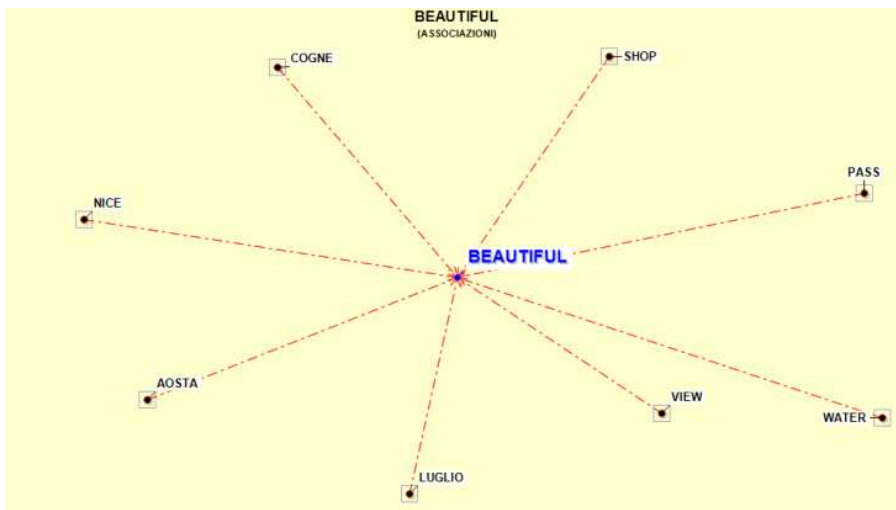 BEAUTIFUL
(ASSOCIAZIONI)
COGNE
SHOP
PASS
NICE
BEAUTIFUL
AOSTA
VIEW
WATER
LUGLIO